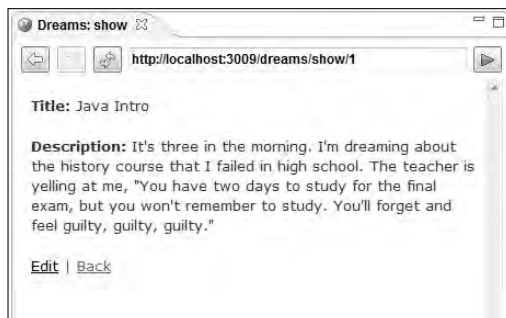 Dreams: show
http://localhost:3009/dreams/show/1
Title: Java Intro
Description: It's three in the morning. I'm dreaming about
the history course that I failed in high school. The teacher is
yelling at me, "You have two days to study for the final
exam, but you won't remember to study. You'll forget and
feel guilty, guilty, guilty."
Edit | Back